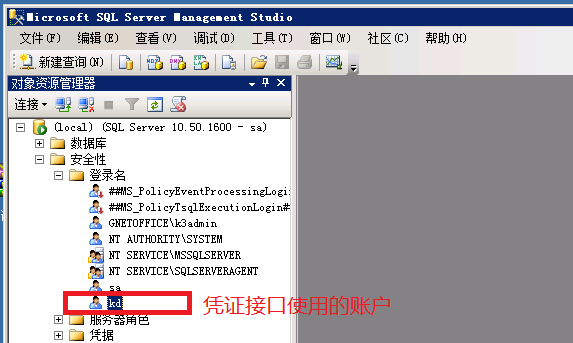 Microsoft SQL Server Management Studio
文件(F) 编辑(E) 查看(V) 调试(D) 工具(T) 窗口(W) 社区(C) 帮助(H)
新建查询(N)
对象资源管理器
连接
(local) (SQL Server 10.50.1600 - sa)
数据库
安全性
登录名
##MS_PolicyEventProcessingLogin
##MS_PolicyTsqlExecutionLogin#
GNETOFFICE\k3admin
NT AUTHORITY\SYSTEM
NT SERVICE\MSSQLSERVER
NT SERVICE\SQLSERVERAGENT
sa
kd 凭证接口使用的账户
服务器角色
凭据